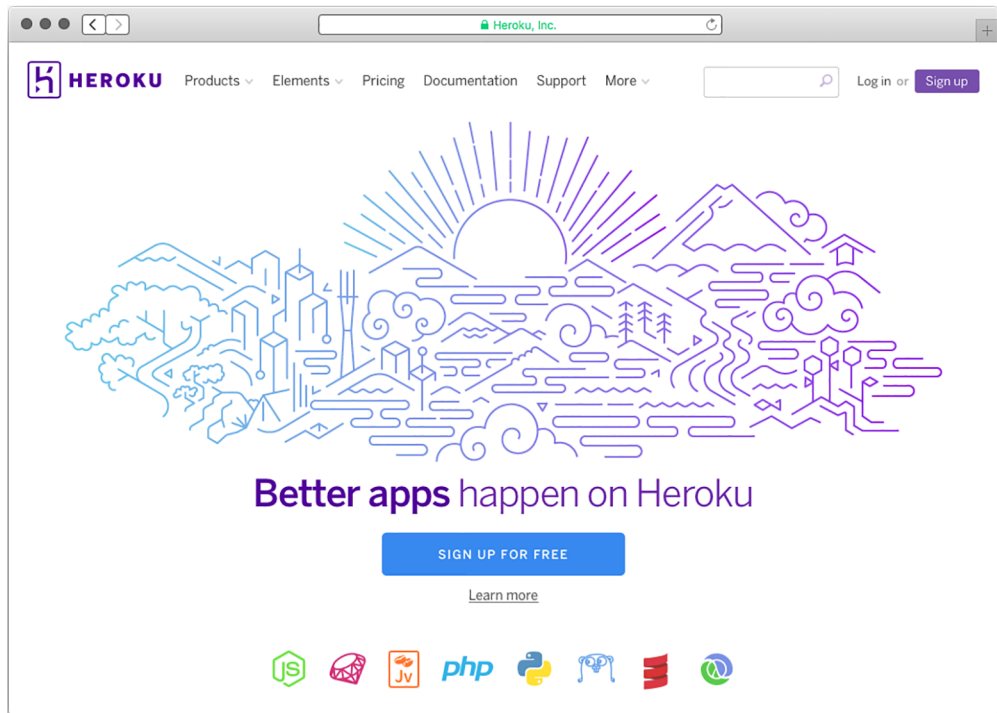 Heroku, Inc.
HEROKU Products Elements Pricing Documentation Support More Log in or Sign up
Better apps happen on Heroku
SIGN UP FOR FREE
Learn more
JS Jv php